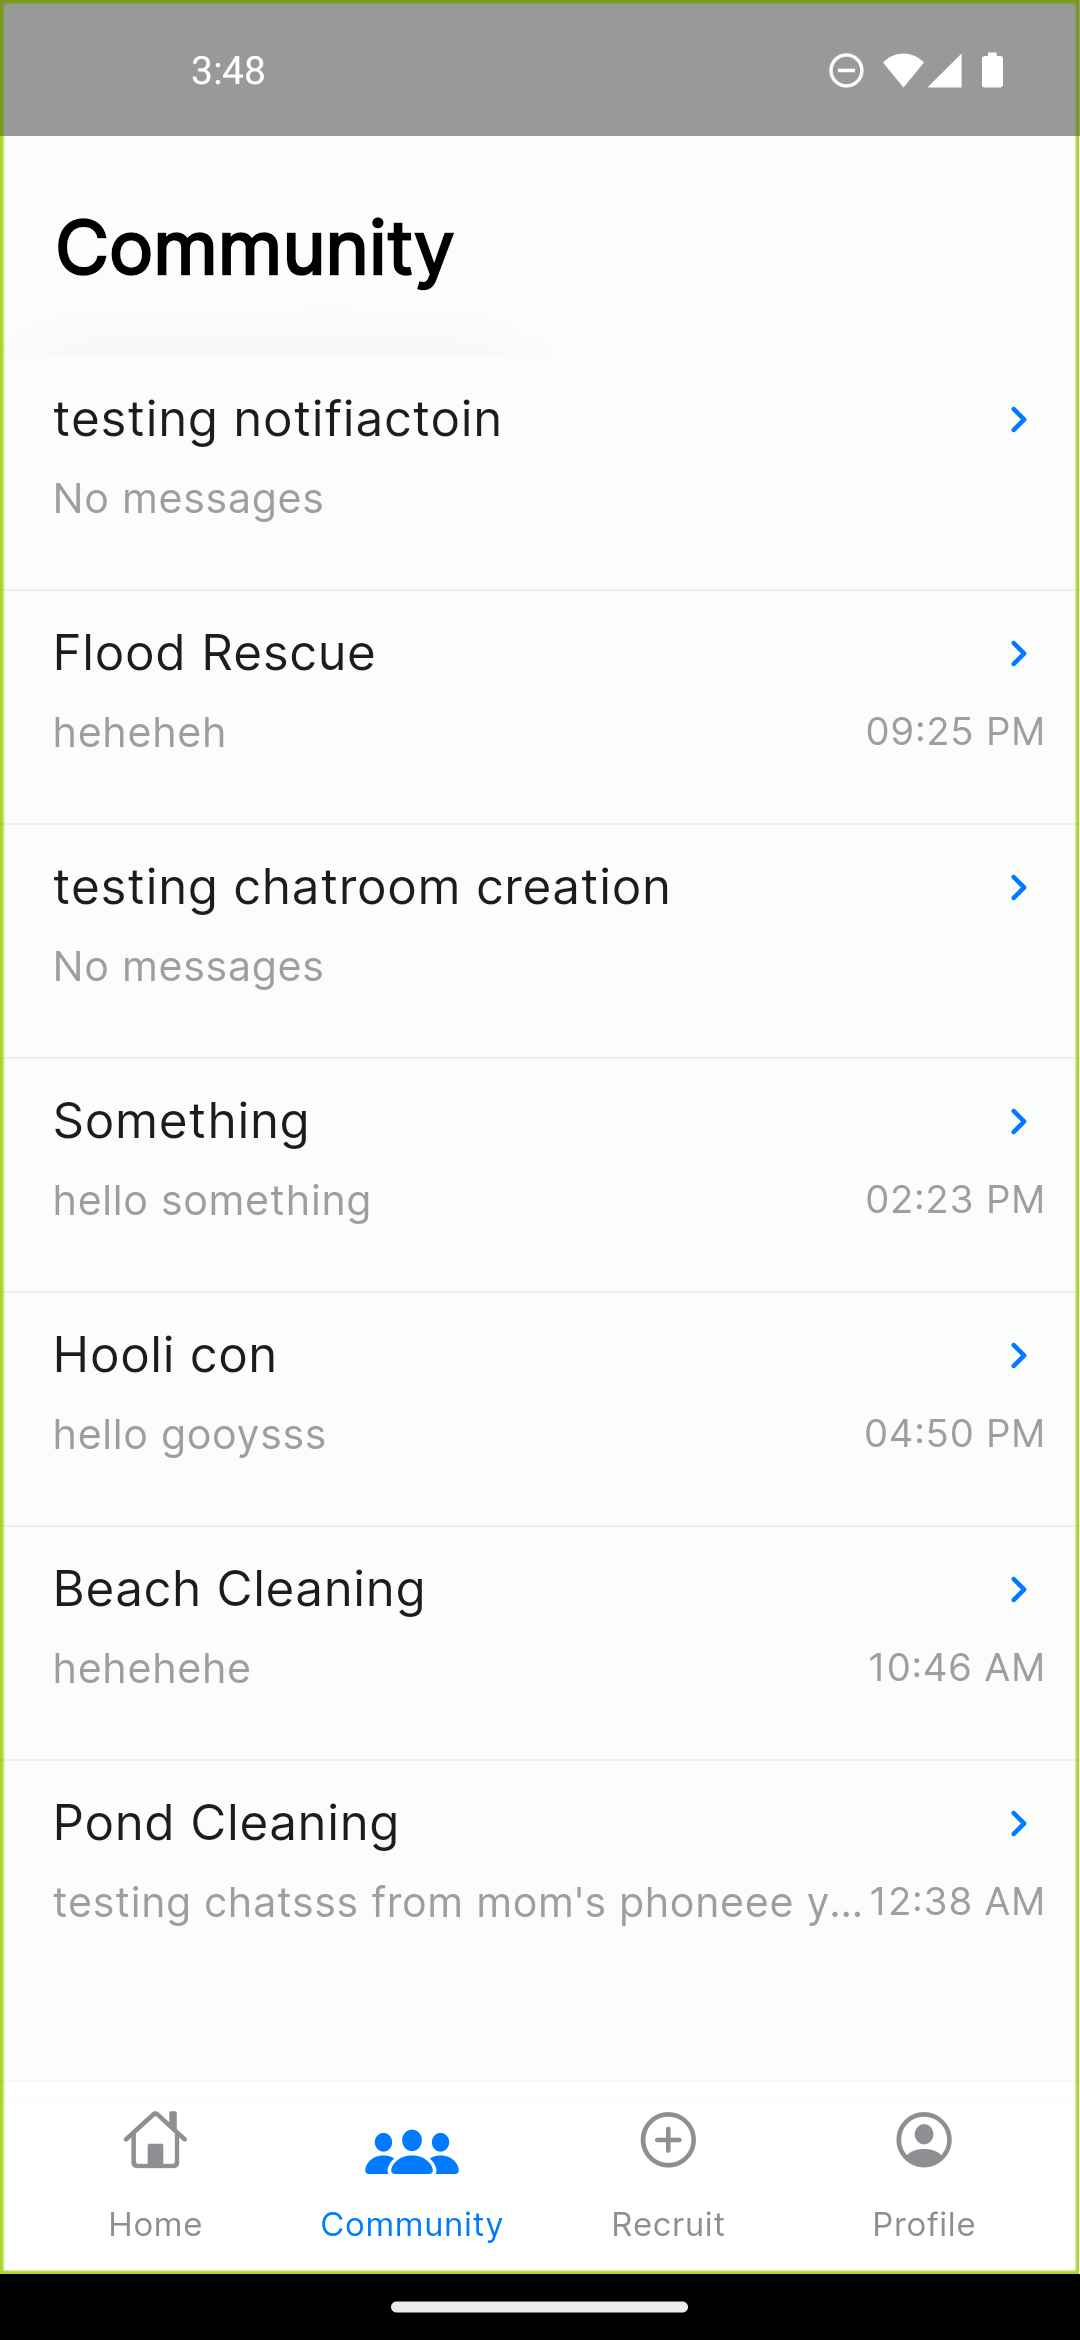 3:48
Community
testing notifiactoin
No messages
Flood Rescue
heheheh 09:25 PM
testing chatroom creation
No messages
Something
hello something 02:23 PM
Hooli con
hello gooysss 04:50 PM
Beach Cleaning
hehehehe 10:46 AM
Pond Cleaning
testing chatsss from mom's phoneee y... 12:38 AM
Home Community Recruit Profile